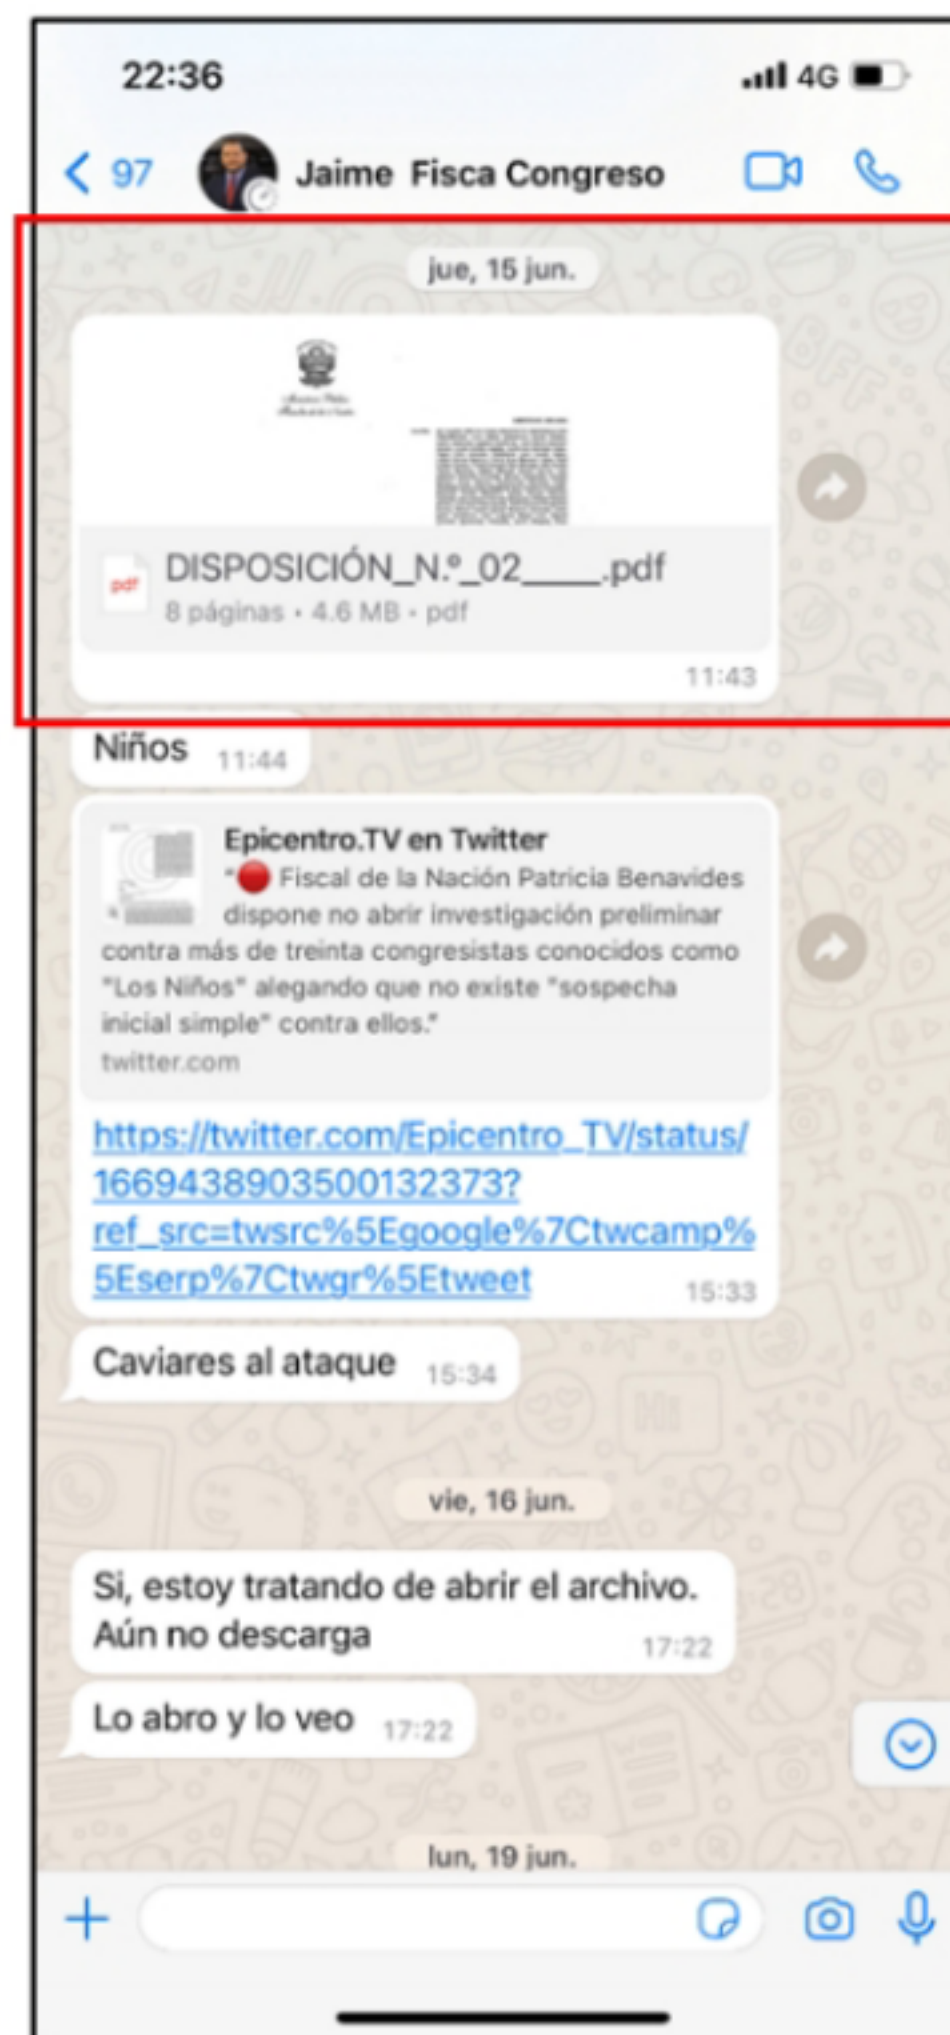 22:36
4G
97
Jaime Fisca Congreso
jue, 15 jun.
pdf
DISPOSICIÓN_N.º_02____.pdf
8 páginas • 4.6 MB • pdf
11:43
Niños 11:44
Epicentro.TV en Twitter
"🔴 Fiscal de la Nación Patricia Benavides
dispone no abrir investigación preliminar
contra más de treinta congresistas conocidos como
"Los Niños" alegando que no existe "sospecha
inicial simple" contra ellos."
twitter.com
https://twitter.com/Epicentro_TV/status/
1669438903500132373?
ref_src=twsrc%5Egoogle%7Ctwcamp%
5Eserp%7Ctwgr%5Etweet 15:33
Caviares al ataque 15:34
vie, 16 jun.
Si, estoy tratando de abrir el archivo.
Aún no descarga 17:22
Lo abro y lo veo 17:22
lun, 19 jun.